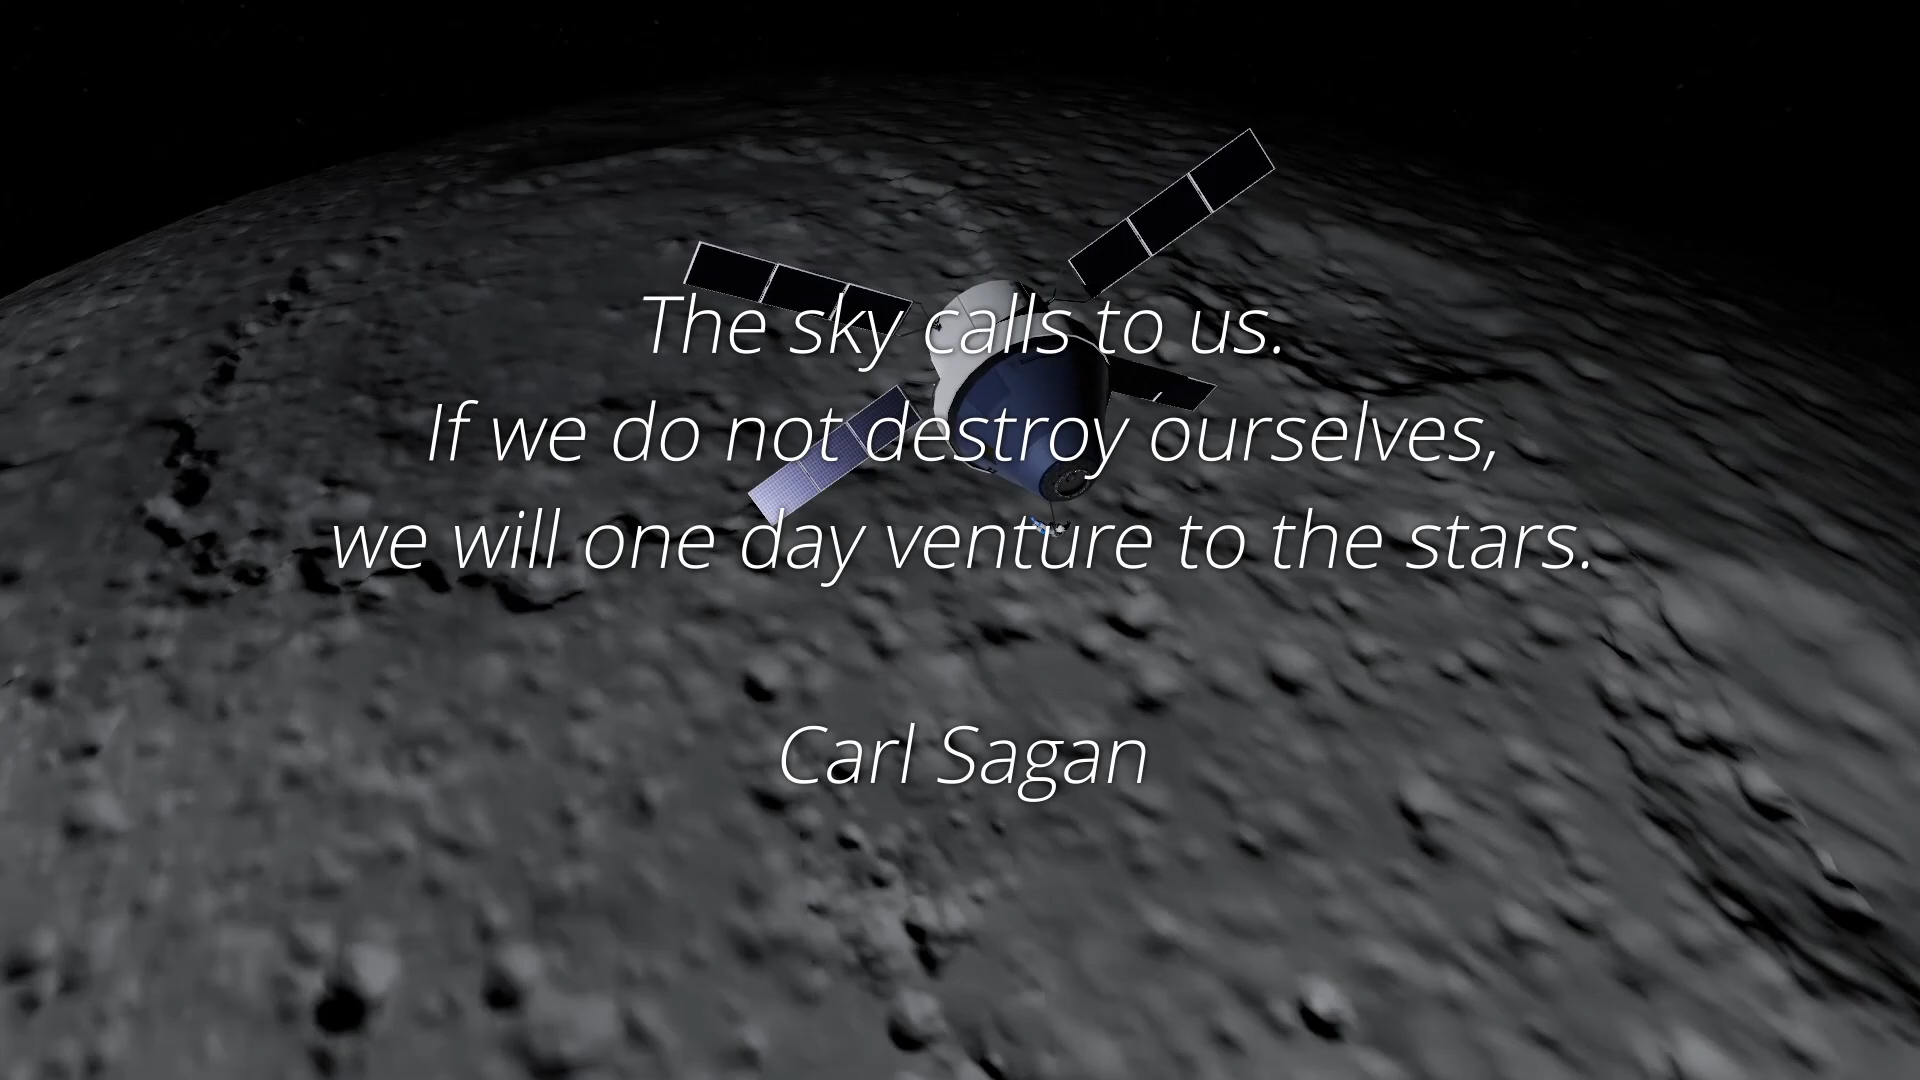 The sky calls to us.
If we do not destroy ourselves,
we will one day venture to the stars.
Carl Sagan